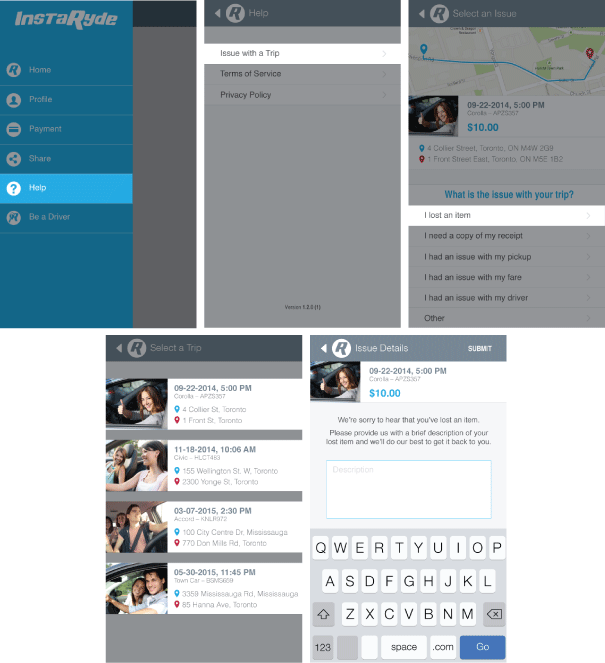 INSTARYDE
Home
Profile
Payment
Share
Help
Be a Driver
Help
Issue with a Trip
Terms of Service
Privacy Policy
Version 1.2.0 (1)
Select an Issue
09-22-2014, 5:00 PM
Corolla - APZS357
$10.00
4 Collier Street, Toronto, ON M4W 2G8
1 Front Street East, Toronto, ON M5E 1B2
What is the issue with your trip?
I lost an item
I need a copy of my receipt
I had an issue with my pickup
I had an issue with my fare
I had an issue with my driver
Other
Select a Trip
09-22-2014, 5:00 PM
Corolla - APZS357
4 Collier St, Toronto
1 Front St. Toronto
11-18-2014, 10:06 AM
Civic - HLCT463
155 Wellington St. W, Toronto
2300 Yonge St, Toronto
03-07-2015, 2:30 PM
Accord – KNLR972
100 City Centre Dr, Mississauga
770 Don Mills Rd, Toronto
05-30-2015, 11:45 PM
Town Car – BSMS659
3359 Mississauga Rd, Mississauga
65 Hanna Ave, Toronto
Issue Details
SUBMIT
09-22-2014, 5:00 PM
Corolla – APZS357
$10.00
We're sorry to hear that you've lost an item.
Please provide us with a brief description of your
lost item and we'll do our best to get it back to you.
Description
Q W E R T Y U I O P
A S D F G H J K L
Z X C V B N M
123 space .com Go